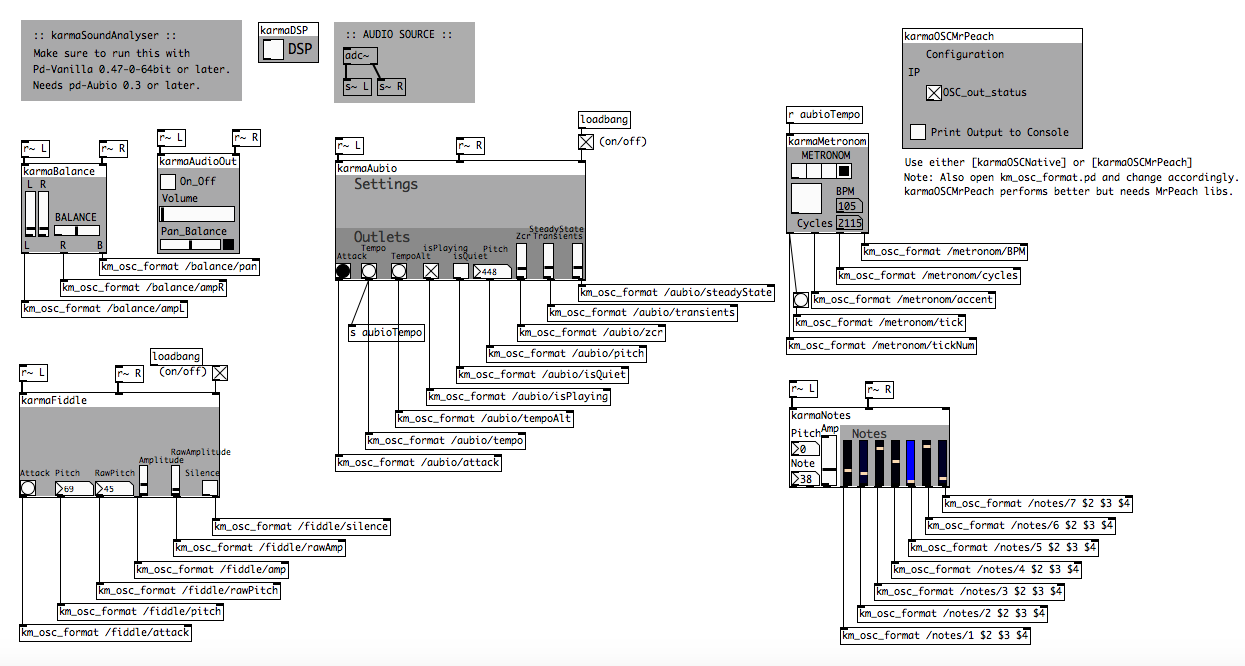 :: karmaSoundAnalyser ::
Make sure to run this with
Pd-Vanilla 0.47-0-64bit or later.
Needs pd-Aubio 0.3 or later.
karmaDSP
DSP
:: AUDIO SOURCE ::
adc~
s~ L
s~ R
karmaOSCMrPeach
Configuration
IP
OSC_out_status
Print Output to Console
Use either [karmaOSCNative] or [karmaOSCMrPeach]
Note: Also open km_osc_format.pd and change accordingly.
karmaOSCMrPeach performs better but needs MrPeach libs.
r~ L
r~ R
karmaBalance
L R
BALANCE
L
R
B
km_osc_format /balance/pan
km_osc_format /balance/ampR
km_osc_format /balance/ampL
r~ L
r~ R
karmaAudioOut
On_Off
Volume
Pan_Balance
loadbang
(on/off)
r~ L
r~ R
karmaAubio
Settings
Outlets
Attack
Tempo
TempoAlt
isPlaying
isQuiet
Pitch
448
Zcr
SteadyState
Transients
s aubioTempo
km_osc_format /aubio/steadyState
km_osc_format /aubio/transients
km_osc_format /aubio/zcr
km_osc_format /aubio/pitch
km_osc_format /aubio/isQuiet
km_osc_format /aubio/isPlaying
km_osc_format /aubio/tempoAlt
km_osc_format /aubio/tempo
km_osc_format /aubio/attack
r aubioTempo
karmaMetronom
METRONOM
BPM
105
Cycles
2115
km_osc_format /metronom/BPM
km_osc_format /metronom/cycles
km_osc_format /metronom/accent
km_osc_format /metronom/tick
km_osc_format /metronom/tickNum
loadbang
(on/off)
r~ L
r~ R
karmaFiddle
Attack
Pitch
69
RawPitch
45
Amplitude
RawAmplitude
Silence
km_osc_format /fiddle/silence
km_osc_format /fiddle/rawAmp
km_osc_format /fiddle/amp
km_osc_format /fiddle/rawPitch
km_osc_format /fiddle/pitch
km_osc_format /fiddle/attack
r~ L
r~ R
karmaNotes
Pitch
Amp
Notes
0
Note
38
km_osc_format /notes/7 $2 $3 $4
km_osc_format /notes/6 $2 $3 $4
km_osc_format /notes/5 $2 $3 $4
km_osc_format /notes/4 $2 $3 $4
km_osc_format /notes/3 $2 $3 $4
km_osc_format /notes/2 $2 $3 $4
km_osc_format /notes/1 $2 $3 $4